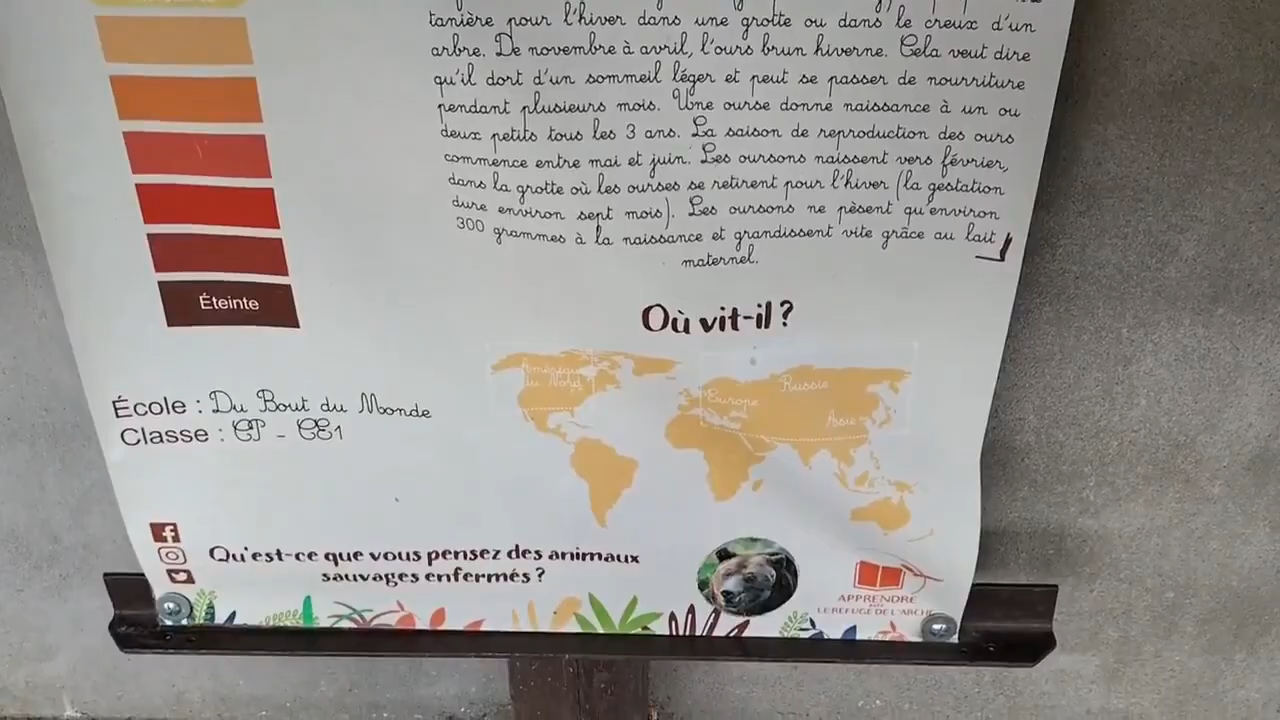 tanière pour l'hiver dans une grotte ou dans le creux d'un
arbre. De novembre à avril, l'ours brun hiverne. Cela veut dire
qu'il dort d'un sommeil léger et peut se passer de nourriture
pendant plusieurs mois. Une ourse donne naissance à un ou
deux petits tous les 3 ans. La saison de reproduction des ours
commence entre mai et juin. Les oursons naissent vers février,
dans la grotte où les ourses se retirent pour l'hiver (la gestation
dure environ sept mois). Les oursons ne pèsent qu'environ
300 grammes à la naissance et grandissent vite grâce au lait
maternel.
Éteinte
Où vit-il ?
Amérique
du Nord
Europe
Russie
Asie
École : Du Bout du Monde
Classe : CP - CE1
Qu'est-ce que vous pensez des animaux
sauvages enfermés ?
APPRENDRE
avec
LE REFUGE DE L'ARCHE